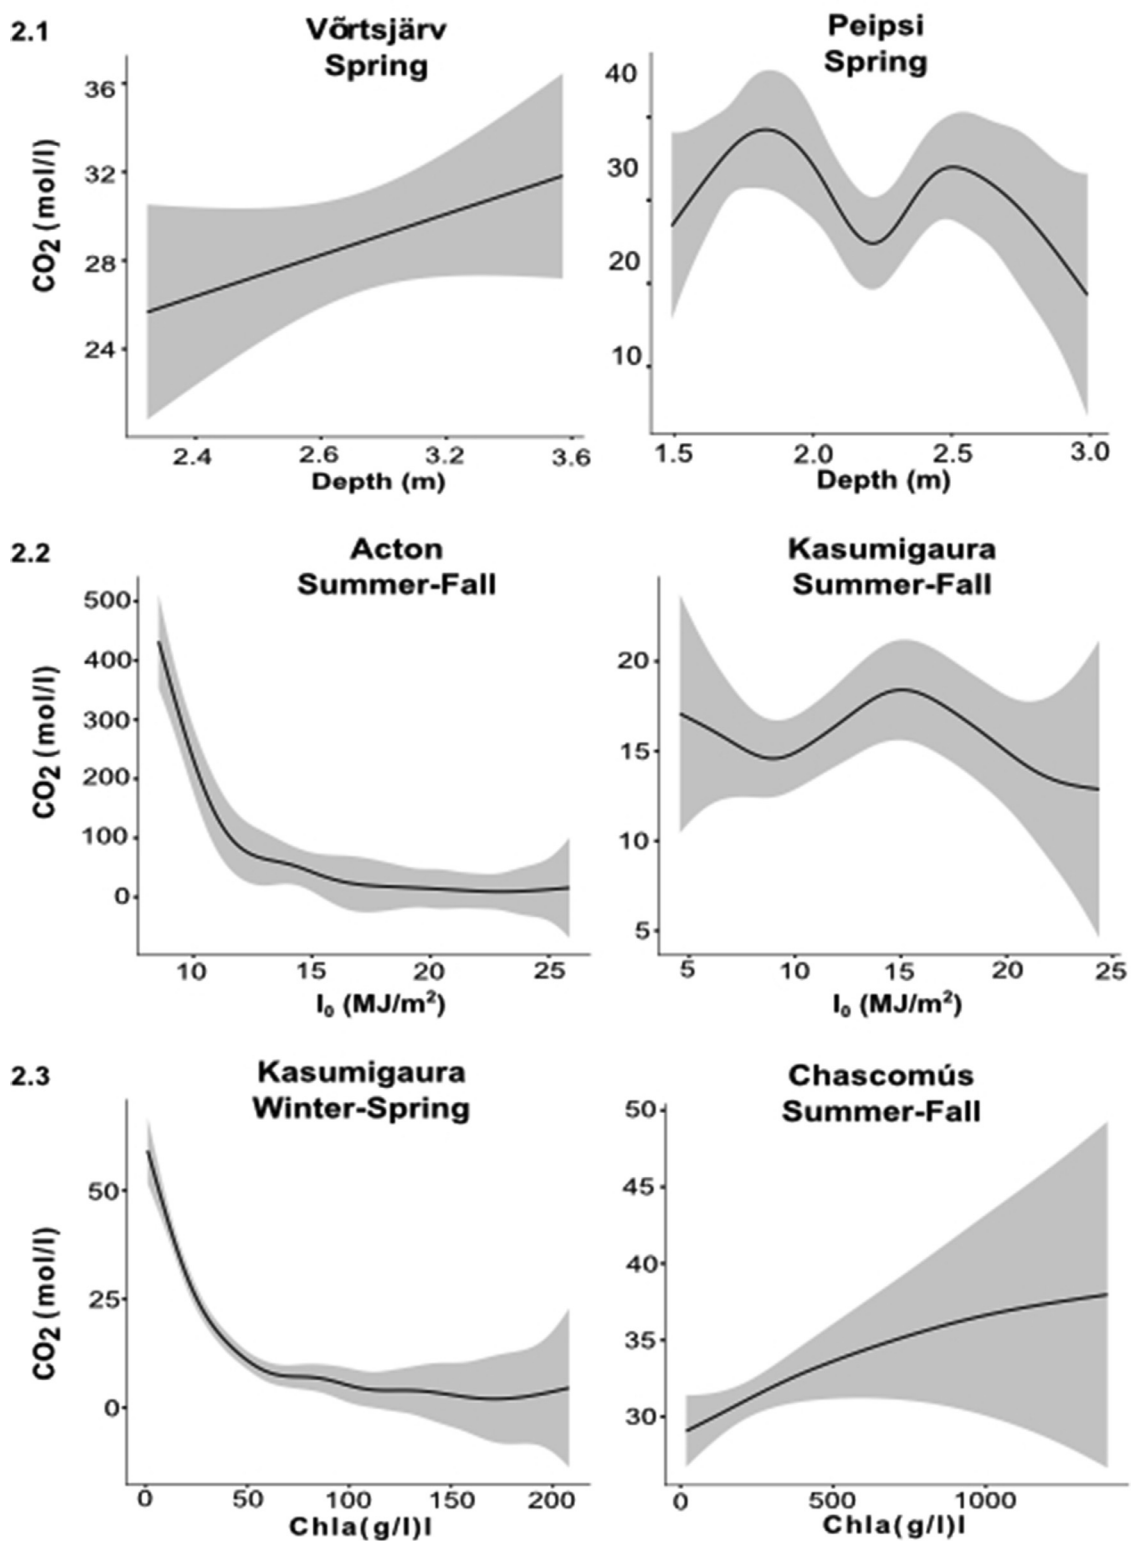 2.1
Võrtsjärv
Spring
CO2 (mol/l)
36
32
28
24
2.4
2.6
3.2
3.6
Depth (m)
Peipsi
Spring
40
30
20
10
1.5
2.0
2.5
3.0
Depth (m)
2.2
Acton
Summer-Fall
CO2 (mol/l)
500
400
300
200
100
0
10
15
20
25
I0 (MJ/m²)
Kasumigaura
Summer-Fall
20
15
10
5
5
10
15
20
25
I0 (MJ/m²)
2.3
Kasumigaura
Winter-Spring
CO2 (mol/l)
50
25
0
0
50
100
150
200
Chla(g/l)l
Chascomús
Summer-Fall
50
45
40
35
30
0
500
1000
Chla(g/l)l